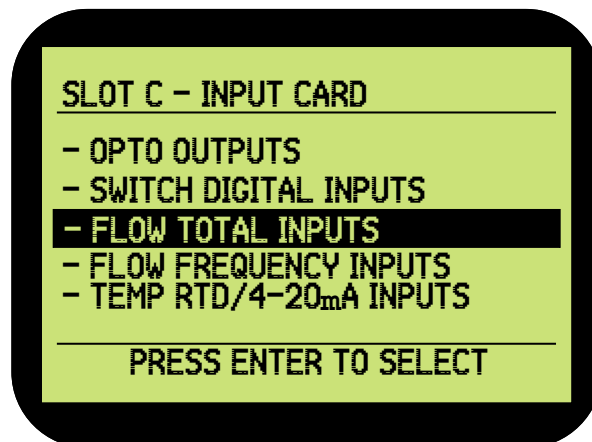 SLOT C - INPUT CARD
- OPTO OUTPUTS
- SWITCH DIGITAL INPUTS
- FLOW TOTAL INPUTS
- FLOW FREQUENCY INPUTS
- TEMP RTD/4-20mA INPUTS
PRESS ENTER TO SELECT